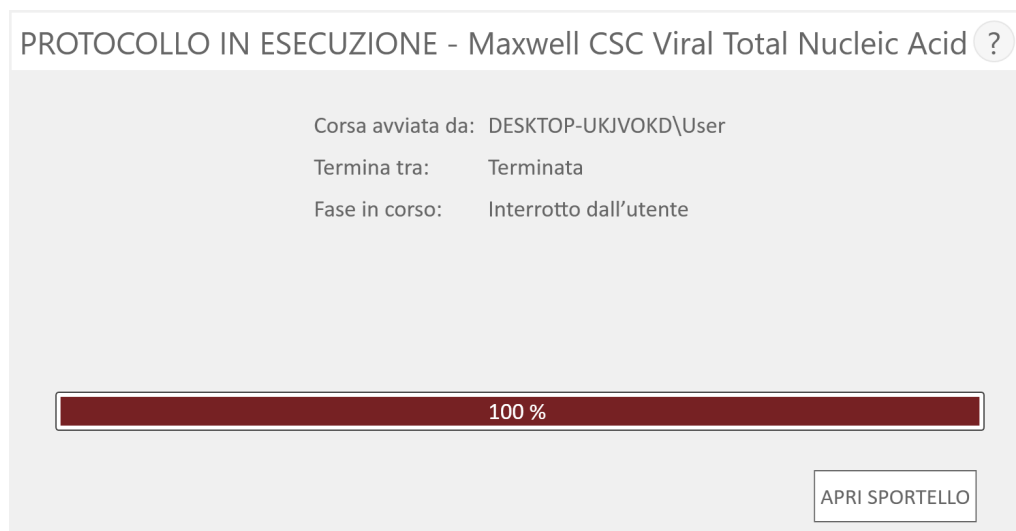 PROTOCOLLO IN ESECUZIONE - Maxwell CSC Viral Total Nucleic Acid ?
Corsa avviata da: DESKTOP-UKJVOKD\User
Termina tra: Terminata
Fase in corso: Interrotto dall’utente
100 %
APRI SPORTELLO